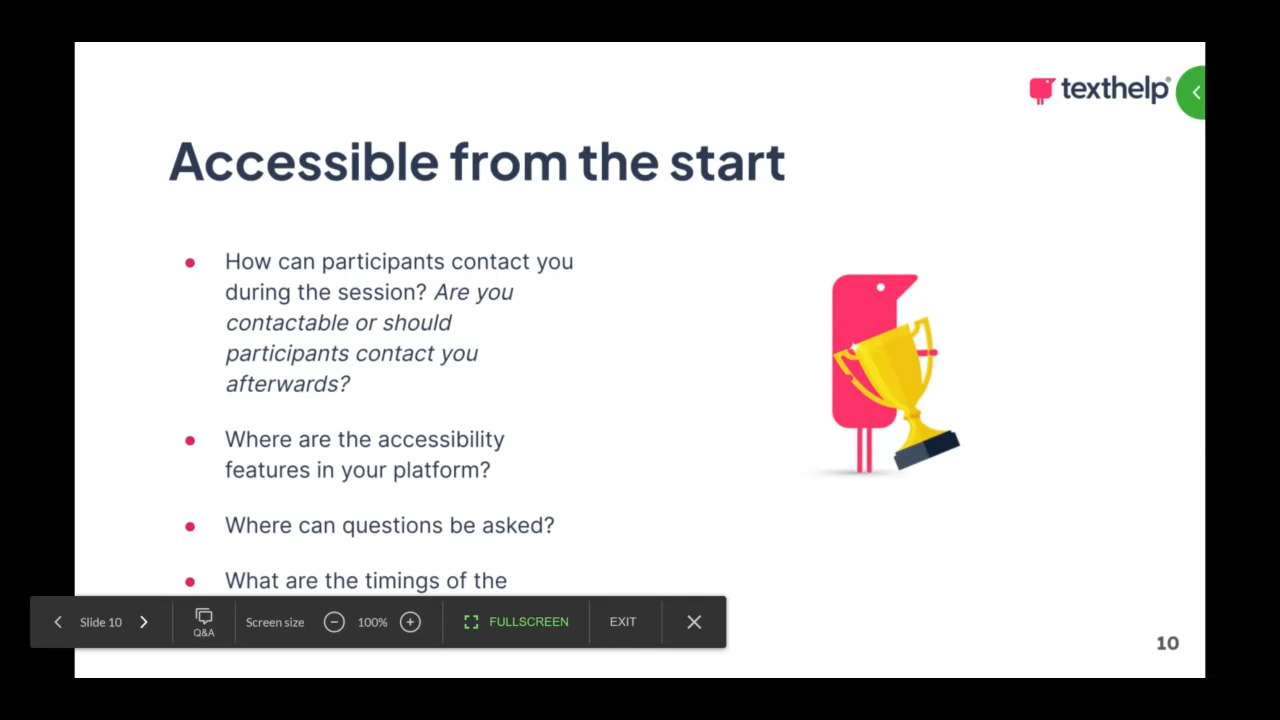 texthelp®
Accessible from the start
How can participants contact you
during the session? Are you
contactable or should
participants contact you
afterwards?
Where are the accessibility
features in your platform?
Where can questions be asked?
What are the timings of the
Slide 10
Q&A
Screen size
100%
FULLSCREEN
EXIT
10